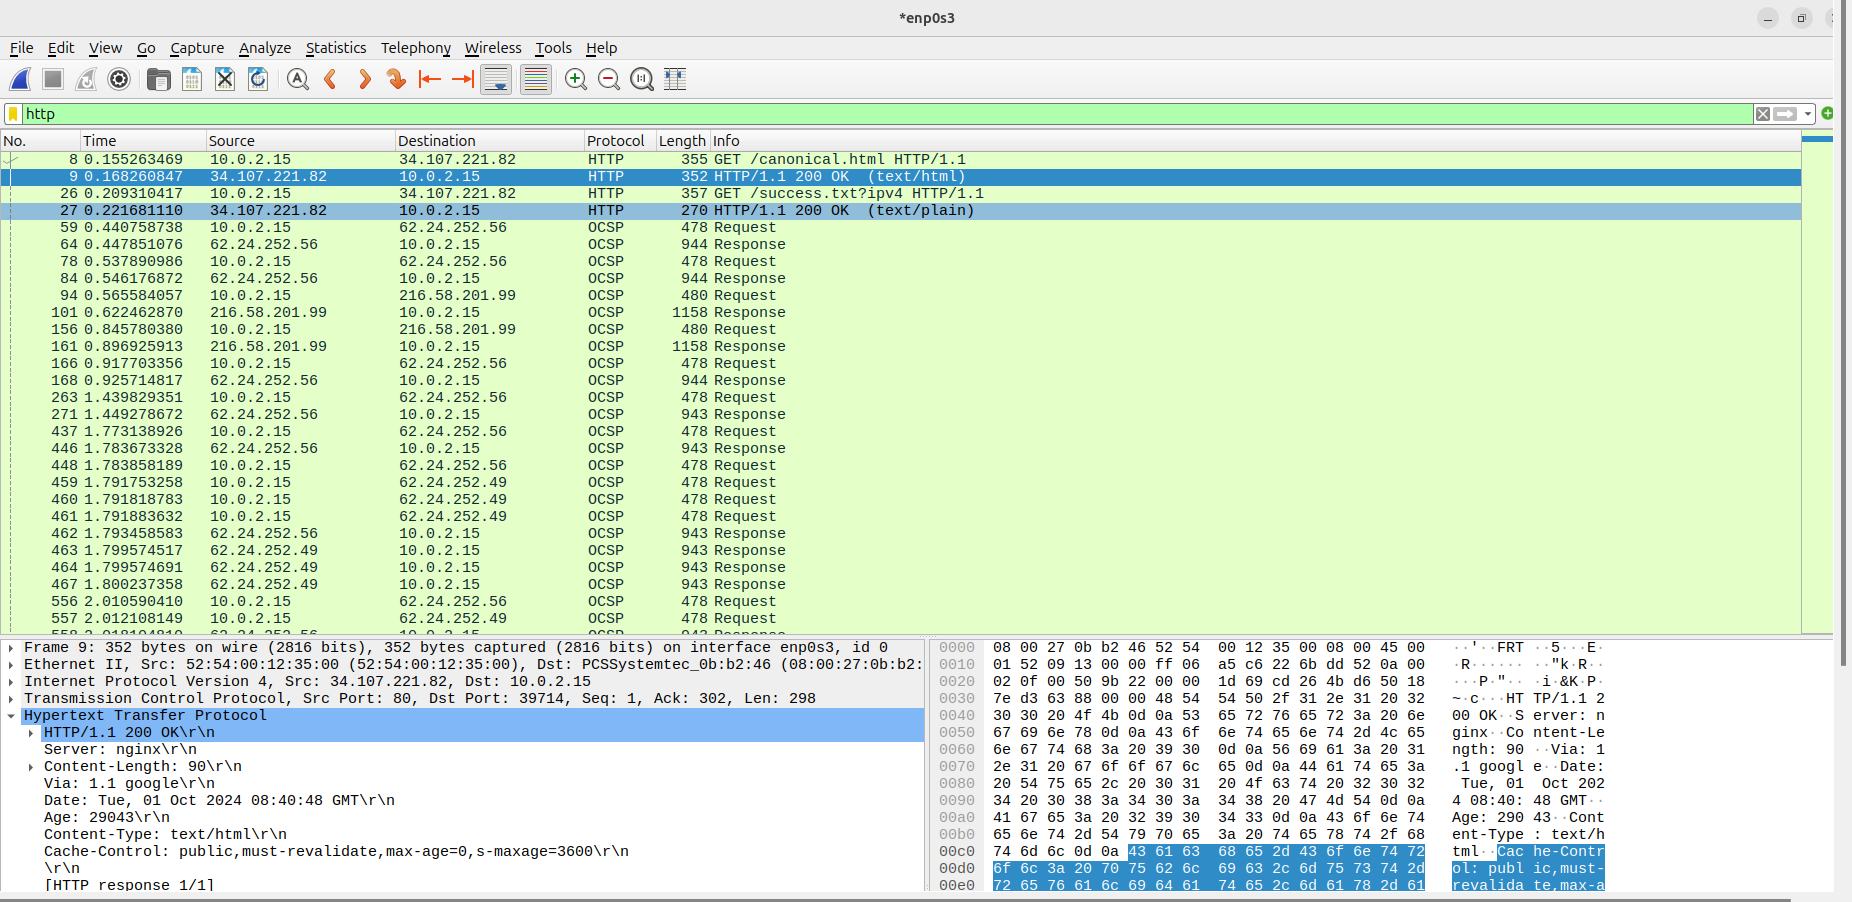 *enp0s3
File Edit View Go Capture Analyze Statistics Telephony Wireless Tools Help
http
No. Time Source Destination Protocol Length Info
8 0.155263469 10.0.2.15 34.107.221.82 HTTP 355 GET /canonical.html HTTP/1.1
9 0.168260847 34.107.221.82 10.0.2.15 HTTP 352 HTTP/1.1 200 OK (text/html)
26 0.209310417 10.0.2.15 34.107.221.82 HTTP 357 GET /success.txt?ipv4 HTTP/1.1
27 0.221681110 34.107.221.82 10.0.2.15 HTTP 270 HTTP/1.1 200 OK (text/plain)
59 0.440758738 10.0.2.15 62.24.252.56 OCSP 478 Request
64 0.447851076 62.24.252.56 10.0.2.15 OCSP 944 Response
78 0.537890986 10.0.2.15 62.24.252.56 OCSP 478 Request
84 0.546176872 62.24.252.56 10.0.2.15 OCSP 944 Response
94 0.565584057 10.0.2.15 216.58.201.99 OCSP 480 Request
101 0.622462870 216.58.201.99 10.0.2.15 OCSP 1158 Response
156 0.845780380 10.0.2.15 216.58.201.99 OCSP 480 Request
161 0.896925913 216.58.201.99 10.0.2.15 OCSP 1158 Response
166 0.917703356 10.0.2.15 62.24.252.56 OCSP 478 Request
168 0.925714817 62.24.252.56 10.0.2.15 OCSP 944 Response
263 1.439829351 10.0.2.15 62.24.252.56 OCSP 478 Request
271 1.449278672 62.24.252.56 10.0.2.15 OCSP 943 Response
437 1.773138926 10.0.2.15 62.24.252.56 OCSP 478 Request
446 1.783673328 62.24.252.56 10.0.2.15 OCSP 943 Response
448 1.783858189 10.0.2.15 62.24.252.56 OCSP 478 Request
459 1.791753258 10.0.2.15 62.24.252.49 OCSP 478 Request
460 1.791818783 10.0.2.15 62.24.252.49 OCSP 478 Request
461 1.791883632 10.0.2.15 62.24.252.49 OCSP 478 Request
462 1.793458583 62.24.252.56 10.0.2.15 OCSP 943 Response
463 1.799574517 62.24.252.49 10.0.2.15 OCSP 943 Response
464 1.799574691 62.24.252.49 10.0.2.15 OCSP 943 Response
467 1.800237358 62.24.252.49 10.0.2.15 OCSP 943 Response
556 2.010590410 10.0.2.15 62.24.252.56 OCSP 478 Request
557 2.012108149 10.0.2.15 62.24.252.49 OCSP 478 Request
Frame 9: 352 bytes on wire (2816 bits), 352 bytes captured (2816 bits) on interface enp0s3, id 0
Ethernet II, Src: 52:54:00:12:35:00 (52:54:00:12:35:00), Dst: PCSSystemtec_0b:b2:46 (08:00:27:0b:b2:
Internet Protocol Version 4, Src: 34.107.221.82, Dst: 10.0.2.15
Transmission Control Protocol, Src Port: 80, Dst Port: 39714, Seq: 1, Ack: 302, Len: 298
Hypertext Transfer Protocol
HTTP/1.1 200 OK\r\n
Server: nginx\r\n
Content-Length: 90\r\n
Via: 1.1 google\r\n
Date: Tue, 01 Oct 2024 08:40:48 GMT\r\n
Age: 29043\r\n
Content-Type: text/html\r\n
Cache-Control: public,must-revalidate,max-age=0,s-maxage=3600\r\n
\r\n
[HTTP response 1/1]
0000 08 00 27 0b b2 46 52 54 00 12 35 00 08 00 45 00 ··'··FRT ··5···E·
0010 01 52 09 13 00 00 ff 06 a5 c6 22 6b dd 52 0a 00 ·R······ ··"k·R··
0020 02 0f 00 50 9b 22 00 00 1d 69 cd 26 4b d6 50 18 ···P·"·· ·i·&K·P·
0030 7e d3 63 88 00 00 48 54 54 50 2f 31 2e 31 20 32 ~·c···HT TP/1.1 2
0040 30 30 20 4f 4b 0d 0a 53 65 72 76 65 72 3a 20 6e 00 OK··S erver: n
0050 67 69 6e 78 0d 0a 43 6f 6e 74 65 6e 74 2d 4c 65 ginx··Co ntent-Le
0060 6e 67 74 68 3a 20 39 30 0d 0a 56 69 61 3a 20 31 ngth: 90 ··Via: 1
0070 2e 31 20 67 6f 6f 67 6c 65 0d 0a 44 61 74 65 3a .1 googl e··Date:
0080 20 54 75 65 2c 20 30 31 20 4f 63 74 20 32 30 32 Tue, 01 Oct 202
0090 34 20 30 38 3a 34 30 3a 34 38 20 47 4d 54 0d 0a 4 08:40: 48 GMT··
00a0 41 67 65 3a 20 32 39 30 34 33 0d 0a 43 6f 6e 74 Age: 290 43··Cont
00b0 65 6e 74 2d 54 79 70 65 3a 20 74 65 78 74 2f 68 ent-Type : text/h
00c0 74 6d 6c 0d 0a 43 61 63 68 65 2d 43 6f 6e 74 72 tml··Cac he-Contr
00d0 6f 6c 3a 20 70 75 62 6c 69 63 2c 6d 75 73 74 2d ol: publ ic,must-
00e0 72 65 76 61 6c 69 64 61 74 65 2c 6d 61 78 2d 61 revalida te,max-a